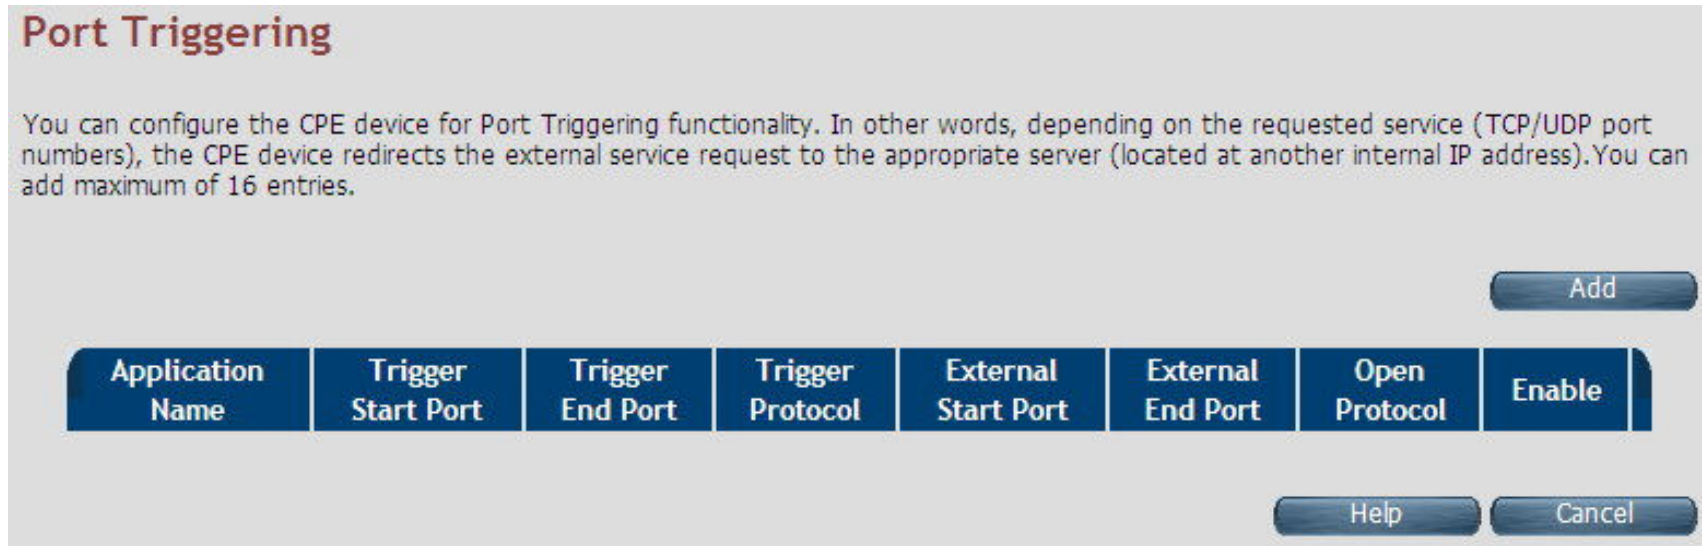 Port Triggering
You can configure the CPE device for Port Triggering functionality. In other words, depending on the requested service (TCP/UDP port
numbers), the CPE device redirects the external service request to the appropriate server (located at another internal IP address).You can
add maximum of 16 entries.
Add
Application Name Trigger Start Port Trigger End Port Trigger Protocol External Start Port External End Port Open Protocol Enable
Help Cancel